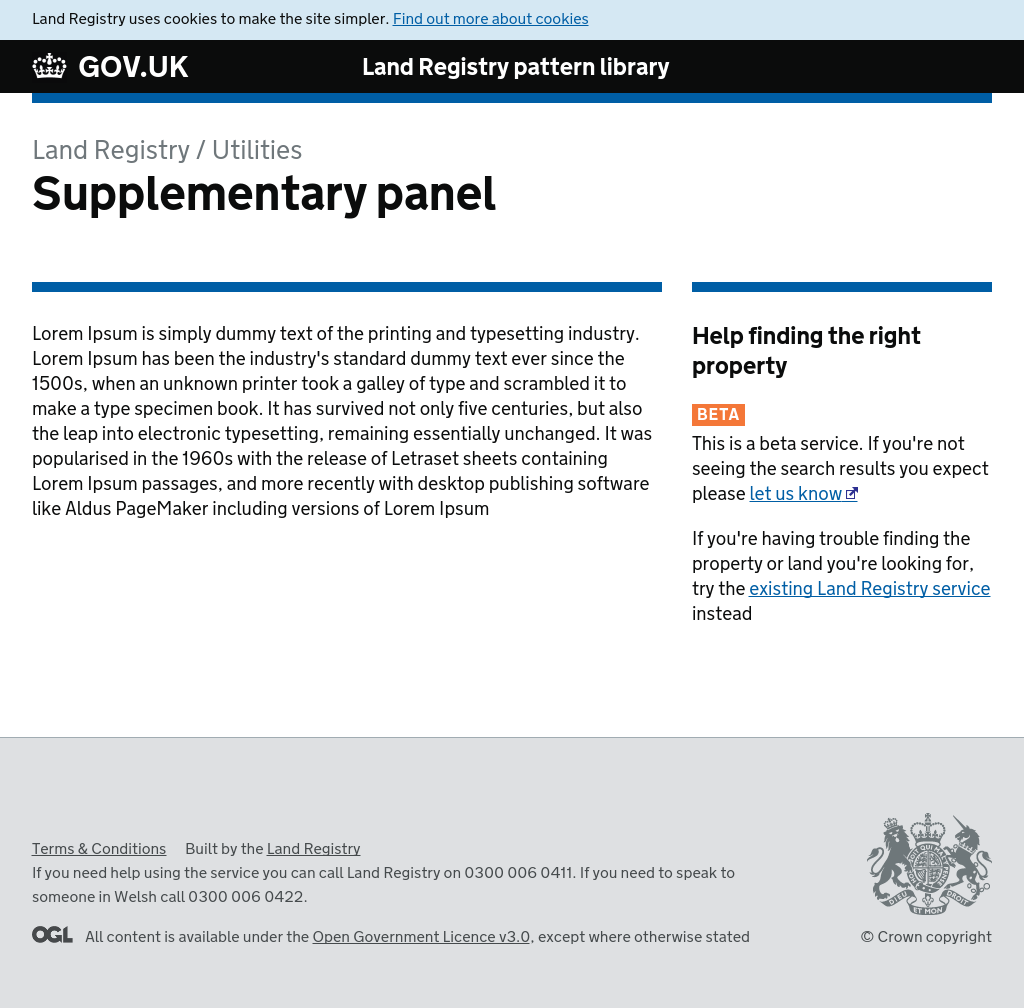 Land Registry uses cookies to make the site simpler. Find out more about cookies
GOV.UK
Land Registry pattern library
Land Registry / Utilities
Supplementary panel
Lorem Ipsum is simply dummy text of the printing and typesetting industry.
Lorem Ipsum has been the industry's standard dummy text ever since the
1500s, when an unknown printer took a galley of type and scrambled it to
make a type specimen book. It has survived not only five centuries, but also
the leap into electronic typesetting, remaining essentially unchanged. It was
popularised in the 1960s with the release of Letraset sheets containing
Lorem Ipsum passages, and more recently with desktop publishing software
like Aldus PageMaker including versions of Lorem Ipsum
Help finding the right
property
BETA
This is a beta service. If you're not
seeing the search results you expect
please let us know
If you're having trouble finding the
property or land you're looking for,
try the existing Land Registry service
instead
Terms & Conditions Built by the Land Registry
If you need help using the service you can call Land Registry on 0300 006 0411. If you need to speak to
someone in Welsh call 0300 006 0422.
OGL All content is available under the Open Government Licence v3.0, except where otherwise stated
DIEU ET MON DROIT
© Crown copyright